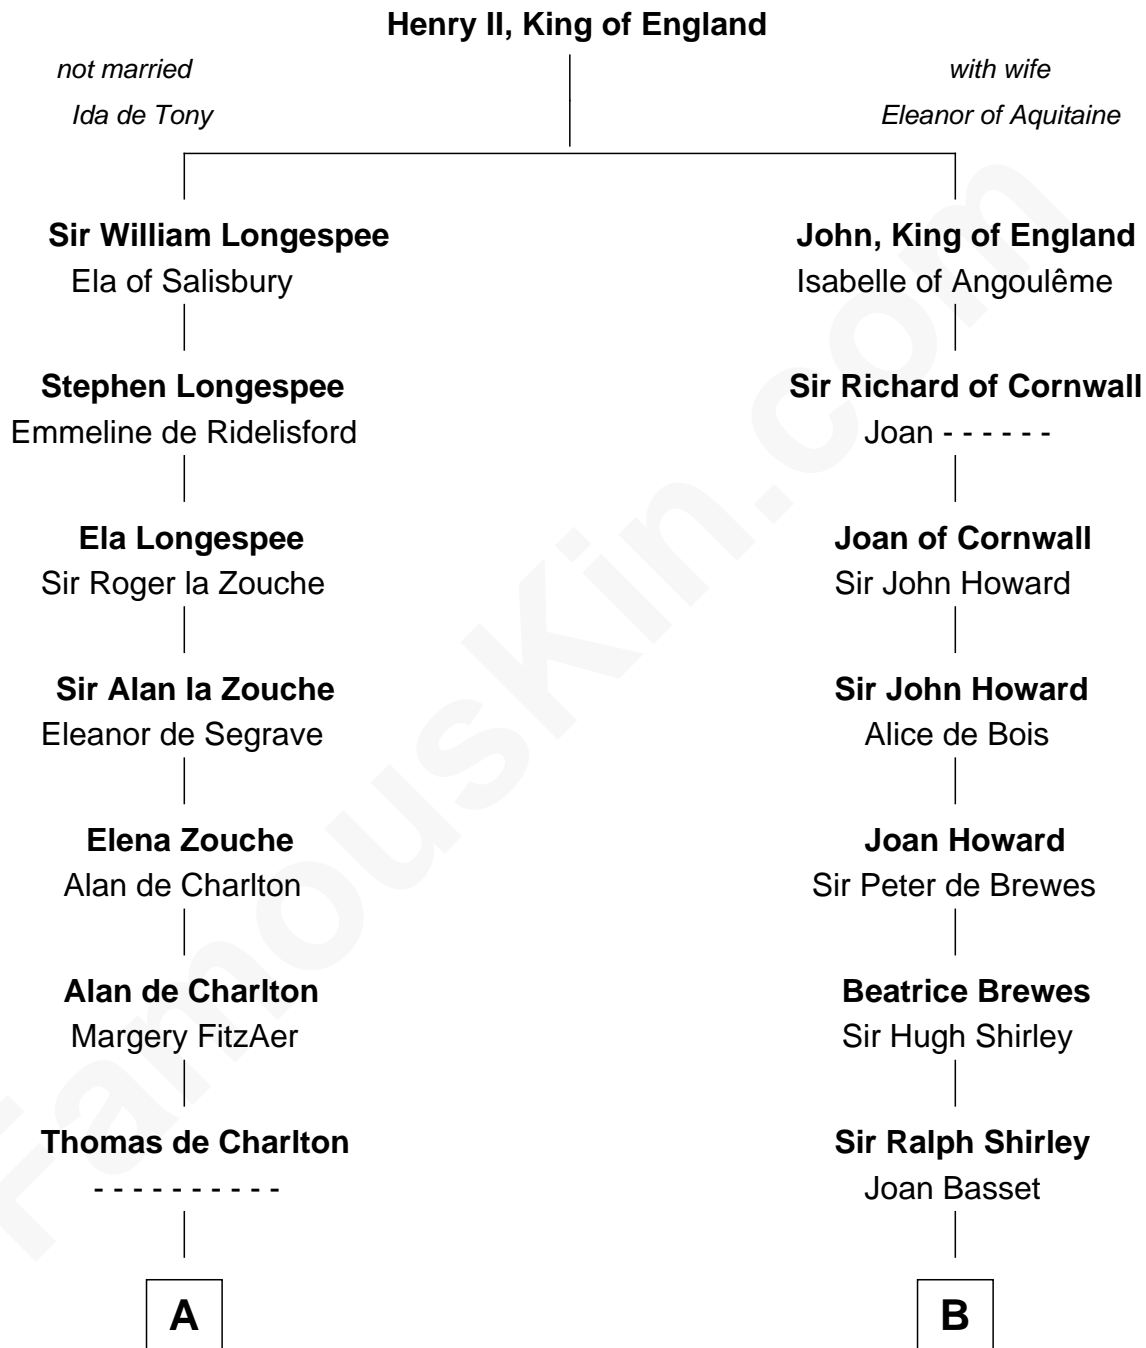 Henry II, King of England
not married
Ida de Tony
with wife
Eleanor of Aquitaine
Sir William Longespee
Ela of Salisbury
Stephen Longespee
Emmeline de Ridelisford
Ela Longespee
Sir Roger la Zouche
Sir Alan la Zouche
Eleanor de Segrave
Elena Zouche
Alan de Charlton
Alan de Charlton
Margery FitzAer
Thomas de Charlton
- - - - - - - - - -
A
John, King of England
Isabelle of Angoulême
Sir Richard of Cornwall
Joan - - - - - -
Joan of Cornwall
Sir John Howard
Sir John Howard
Alice de Bois
Joan Howard
Sir Peter de Brewes
Beatrice Brewes
Sir Hugh Shirley
Sir Ralph Shirley
Joan Basset
B
FamousKin.com